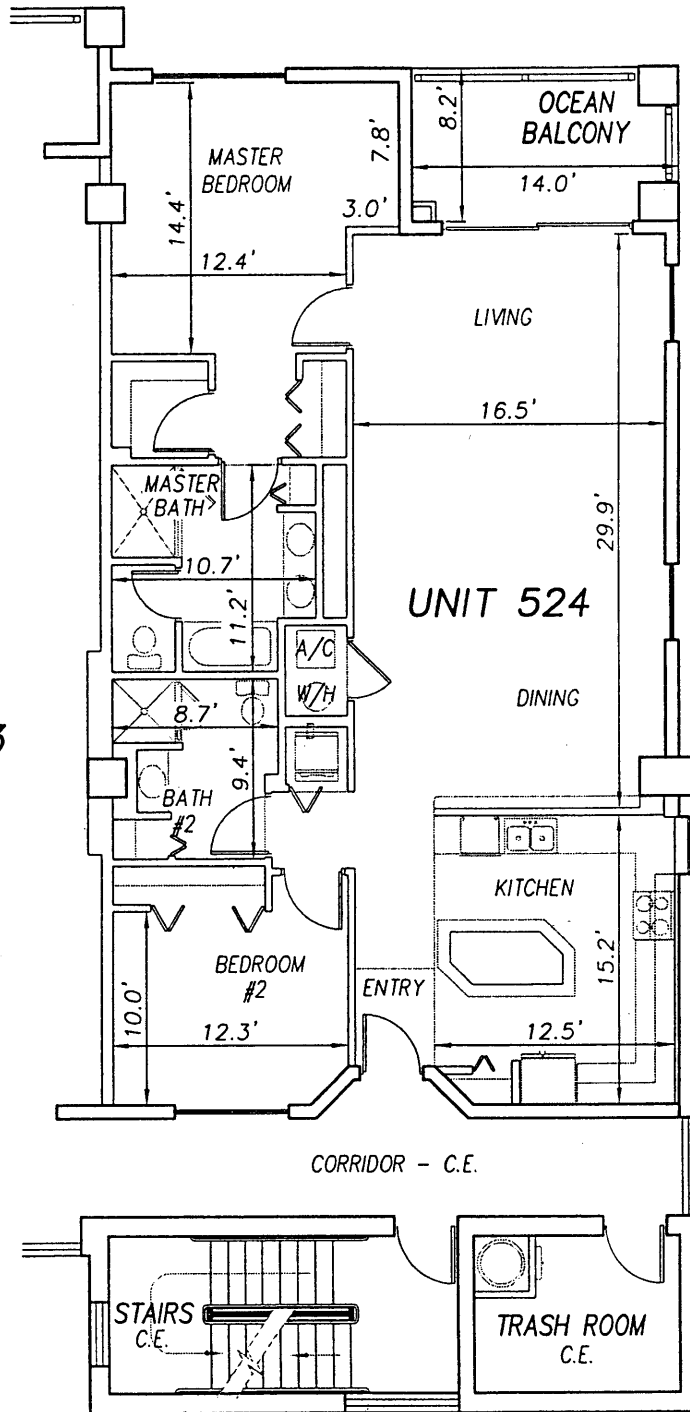 OCEAN
BALCONY
8.2'
14.0'
MASTER
BEDROOM
7.8'
3.0'
14.4'
12.4'
LIVING
16.5'
29.9'
MASTER
BATH
10.7'
11.2'
UNIT 524
A/C
W/H
DINING
8.7'
9.4'
BATH
#2
3
KITCHEN
15.2'
12.5'
ENTRY
BEDROOM
#2
10.0'
12.3'
CORRIDOR - C.E.
STAIRS
C.E.
TRASH ROOM
C.E.